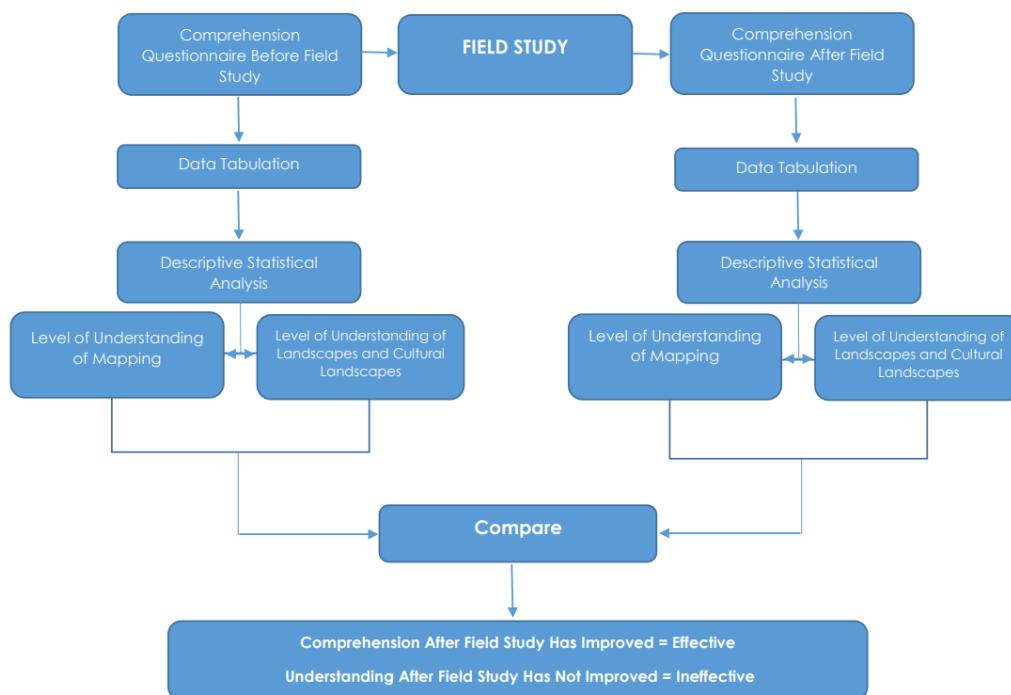 Comprehension
Questionnaire Before Field
Study
FIELD STUDY
Comprehension
Questionnaire After Field
Study
Data Tabulation
Data Tabulation
Descriptive Statistical
Analysis
Descriptive Statistical
Analysis
Level of Understanding
of Mapping
Level of Understanding of
Landscapes and Cultural
Landscapes
Level of Understanding
of Mapping
Level of Understanding of
Landscapes and Cultural
Landscapes
Compare
Comprehension After Field Study Has Improved = Effective
Understanding After Field Study Has Not Improved = Ineffective